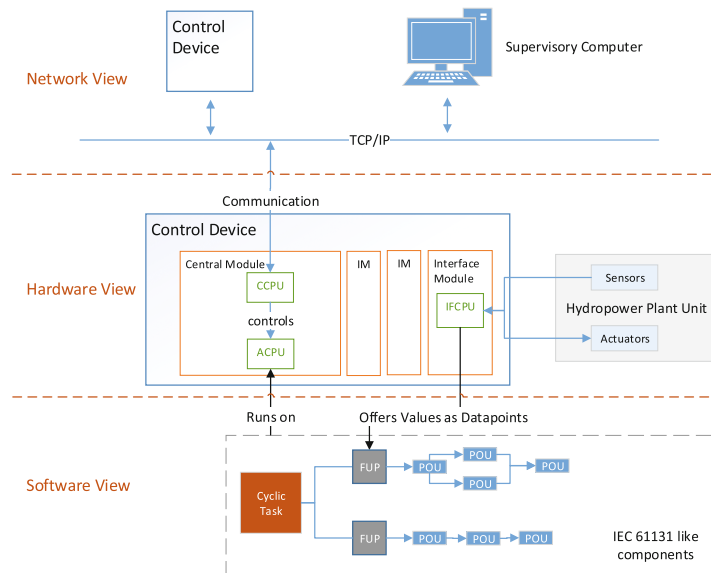 Control
Device
Supervisory Computer
Network View
TCP/IP
Communication
Control Device
Central Module
IM
IM
Interface
Module
CCPU
IFCPU
Sensors
Hardware View
Hydropower Plant Unit
controls
Actuators
ACPU
Runs on
Offers Values as Datapoints
FUP
POU
POU
POU
POU
Software View
Cyclic
Task
FUP
POU
POU
POU
IEC 61131 like
components